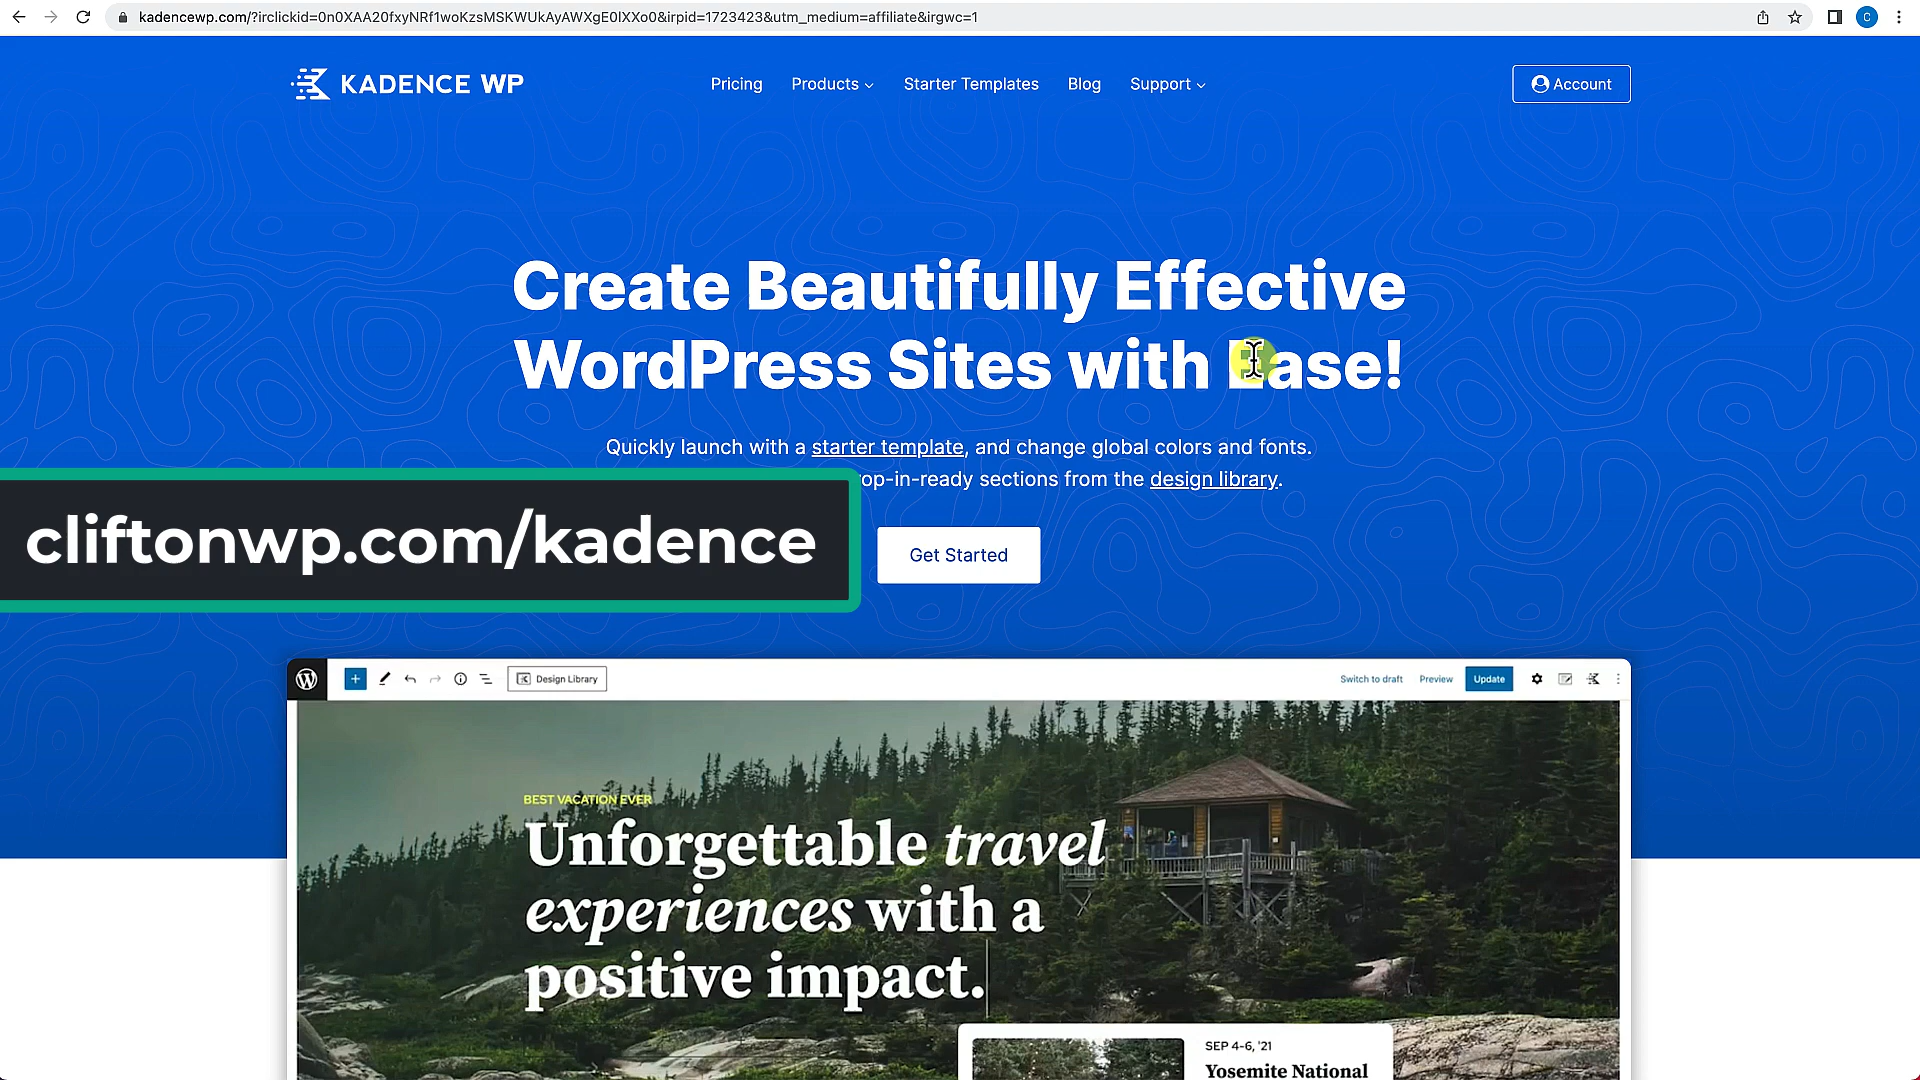 kadencewp.com/?irclickid=0n0XAA20fxyNRf1woKzsMSKWUkAyAWXgE0lXXo0&irpid=1723423&utm_medium=affiliate&irgwc=1
C
KADENCE WP
Pricing
Products
Starter Templates
Blog
Support
Account
Create Beautifully Effective
WordPress Sites with Ease!
Quickly launch with a starter template, and change global colors and fonts.
op-in-ready sections from the design library.
cliftonwp.com/kadence
Get Started
Design Library
Switch to draft
Preview
Update
BEST VACATION EVER
Unforgettable travel
experiences with a
positive impact.
SEP 4-6, '21
Yosemite National